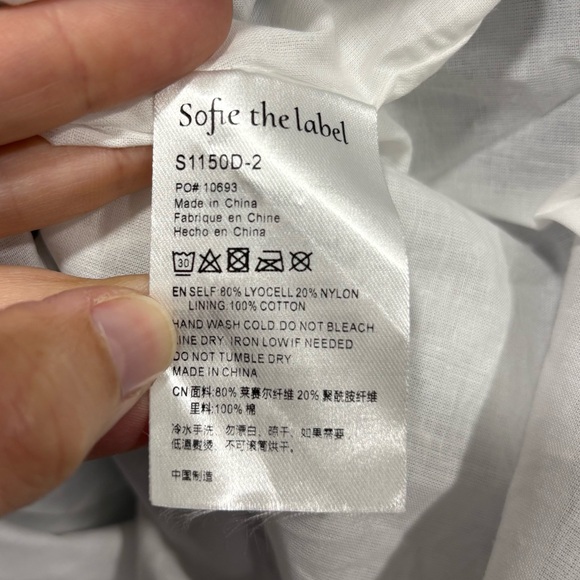 Sofie the label
S1150D-2
PO# 10693
Made in China
Fabrique en Chine
Hecho en China
30
EN SELF:80% LYOCELL 20% NYLON
LINING:100% COTTON
HAND WASH COLD.DO NOT BLEACH
LINE DRY, IRON LOW IF NEEDED
DO NOT TUMBLE DRY
MADE IN CHINA
CN 面料:80% 莱赛尔纤维 20% 聚酰胺纤维
里料:100% 棉
冷水手洗, 勿漂白, 晾干, 如果需要
低温熨烫, 不可滚筒烘干。
中国制造